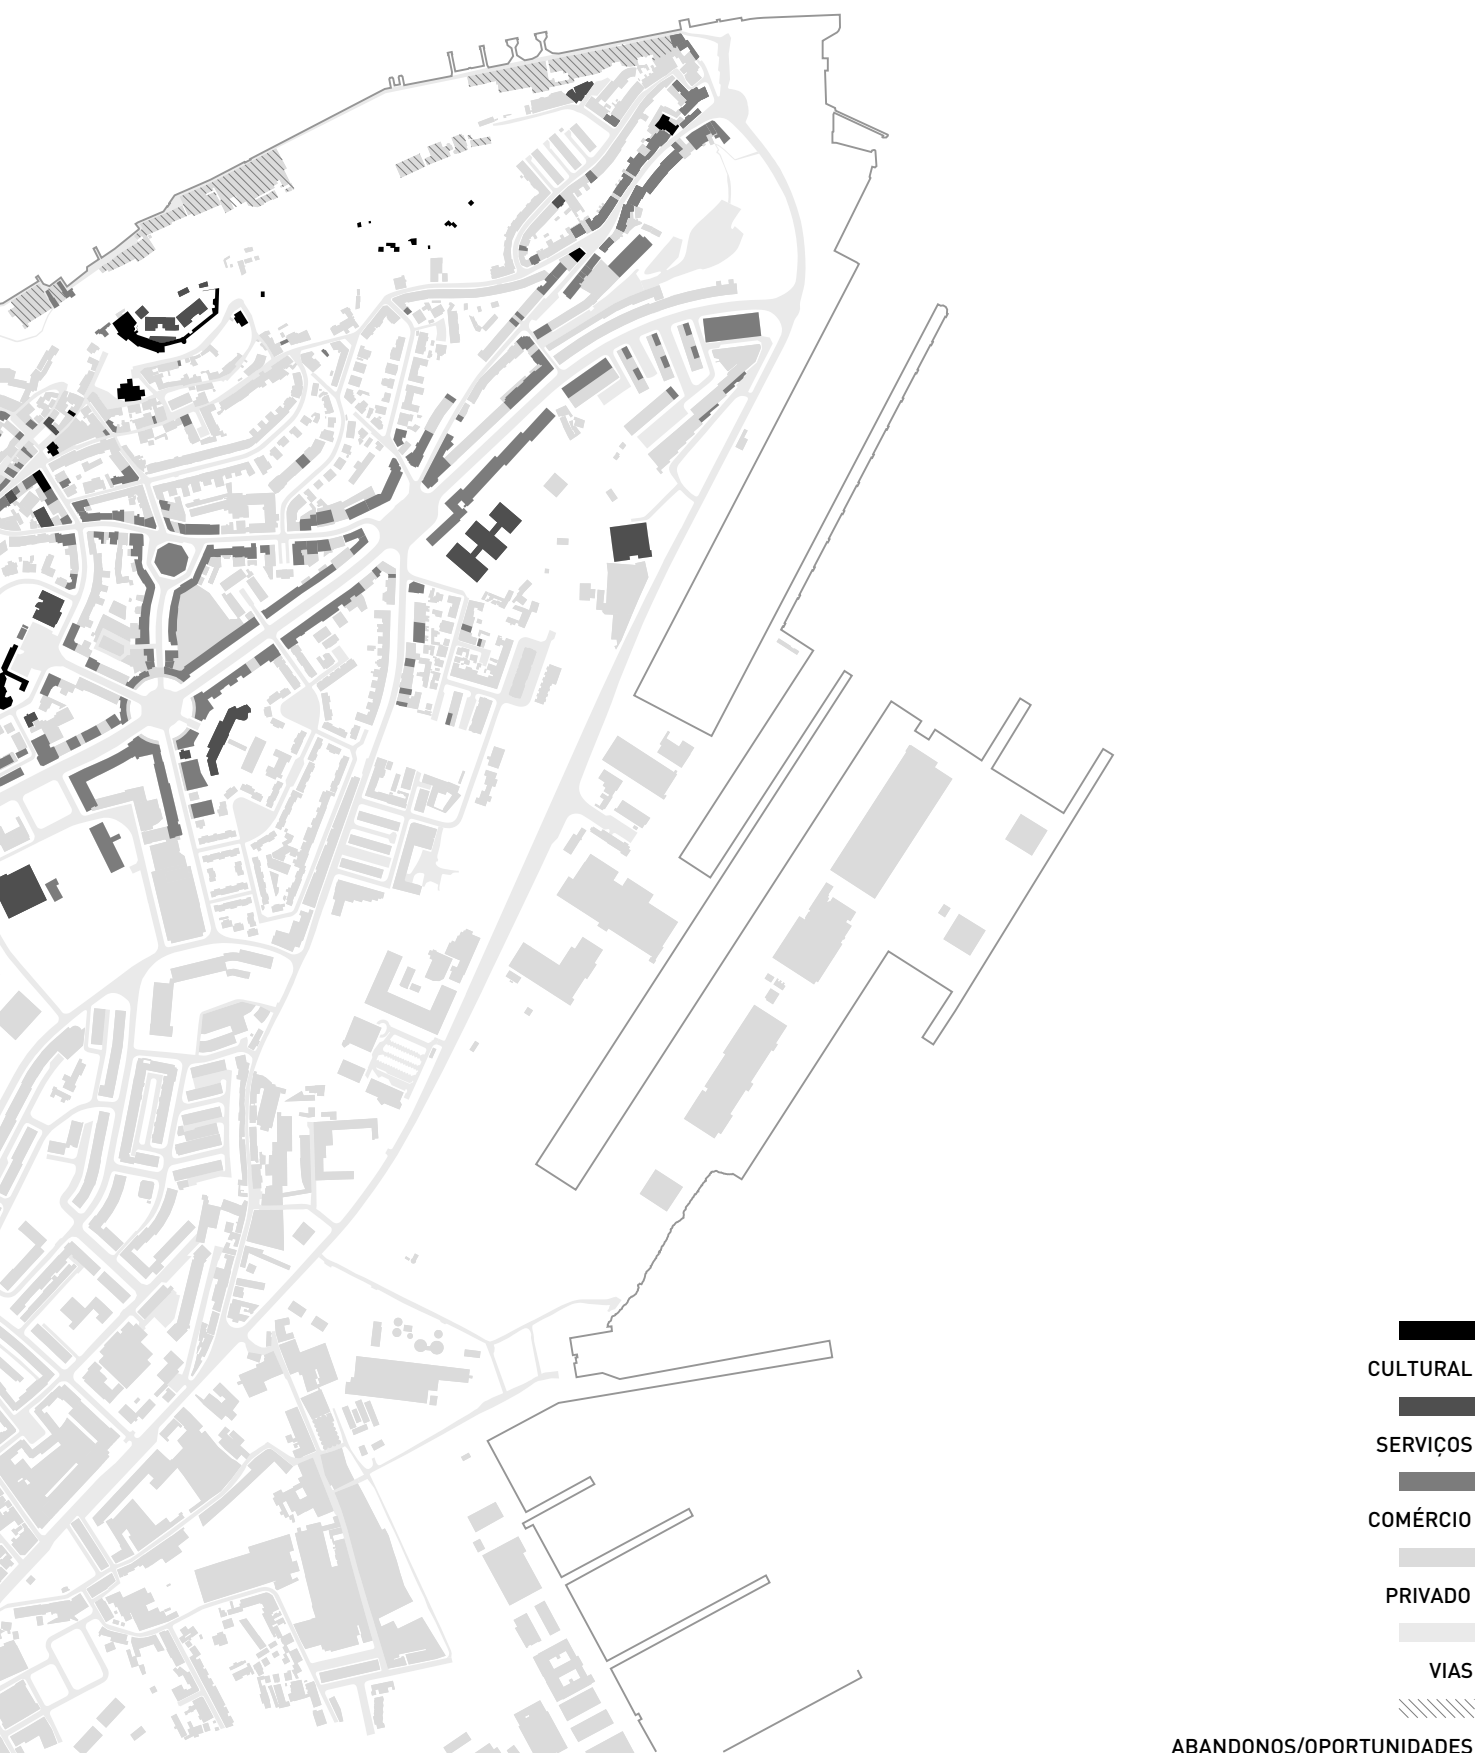 CULTURAL
SERVIÇOS
COMÉRCIO
PRIVADO
VIAS
ABANDONOS/OPORTUNIDADES